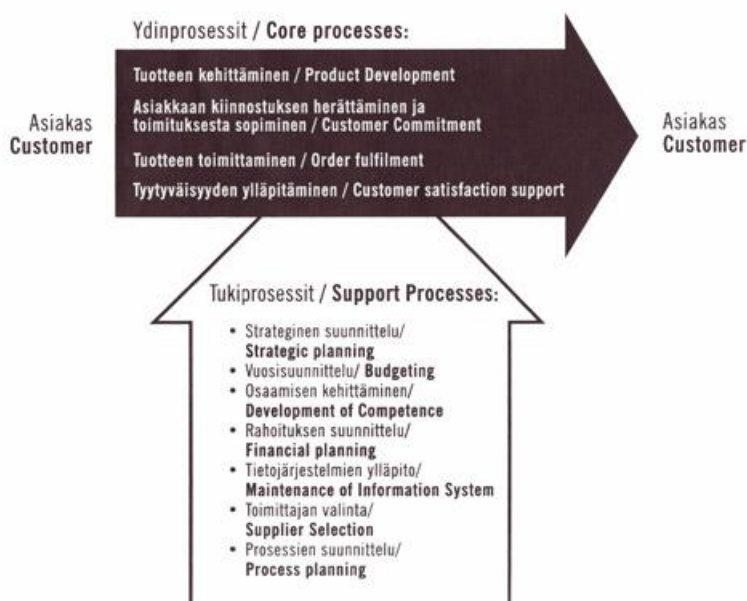 Ydinprosessit / Core processes:
Tuotteen kehittäminen / Product Development
Asiakkaan kiinnostuksen herättäminen ja
toimituksesta sopiminen / Customer Commitment
Tuotteen toimittaminen / Order fulfilment
Tyytyväisyyden ylläpitäminen / Customer satisfaction support
Asiakas
Customer
Asiakas
Customer
Tukiprosessit / Support Processes:
• Strateginen suunnittelu/
Strategic planning
• Vuosisuunnittelu/ Budgeting
• Osaamisen kehittäminen/
Development of Competence
• Rahoituksen suunnittelu/
Financial planning
• Tietojärjestelmien ylläpito/
Maintenance of Information System
• Toimittajan valinta/
Supplier Selection
• Prosessien suunnittelu/
Process planning